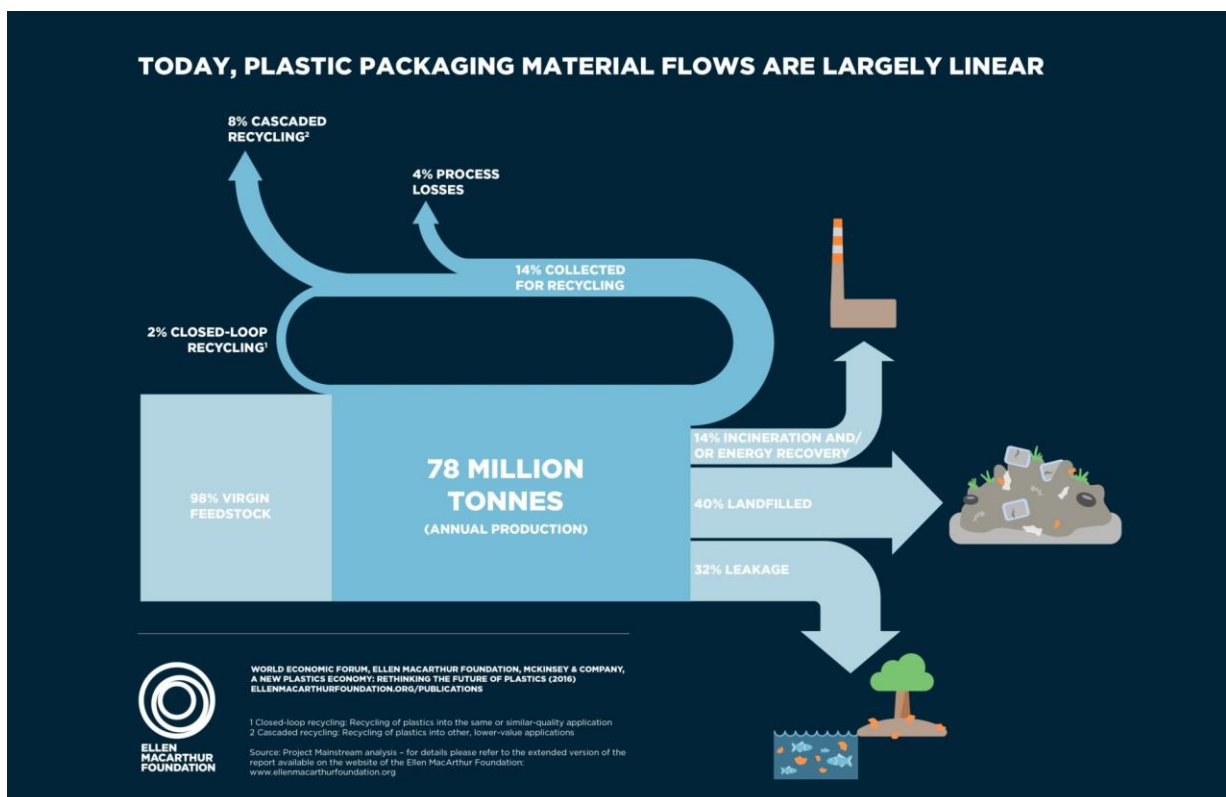 TODAY, PLASTIC PACKAGING MATERIAL FLOWS ARE LARGELY LINEAR
8% CASCADED
RECYCLING²
4% PROCESS
LOSSES
14% COLLECTED
FOR RECYCLING
2% CLOSED-LOOP
RECYCLING¹
98% VIRGIN
FEEDSTOCK
78 MILLION
TONNES
(ANNUAL PRODUCTION)
14% INCINERATION AND/
OR ENERGY RECOVERY
40% LANDFILLED
32% LEAKAGE
ELLEN
MACARTHUR
FOUNDATION
WORLD ECONOMIC FORUM, ELLEN MACARTHUR FOUNDATION, MCKINSEY & COMPANY,
A NEW PLASTICS ECONOMY: RETHINKING THE FUTURE OF PLASTICS (2016)
ELLENMACARTHURFOUNDATION.ORG/PUBLICATIONS
1 Closed-loop recycling: Recycling of plastics into the same or similar-quality application
2 Cascaded recycling: Recycling of plastics into other, lower-value applications
Source: Project Mainstream analysis – for details please refer to the extended version of the
report available on the website of the Ellen MacArthur Foundation:
www.ellenmacarthurfoundation.org